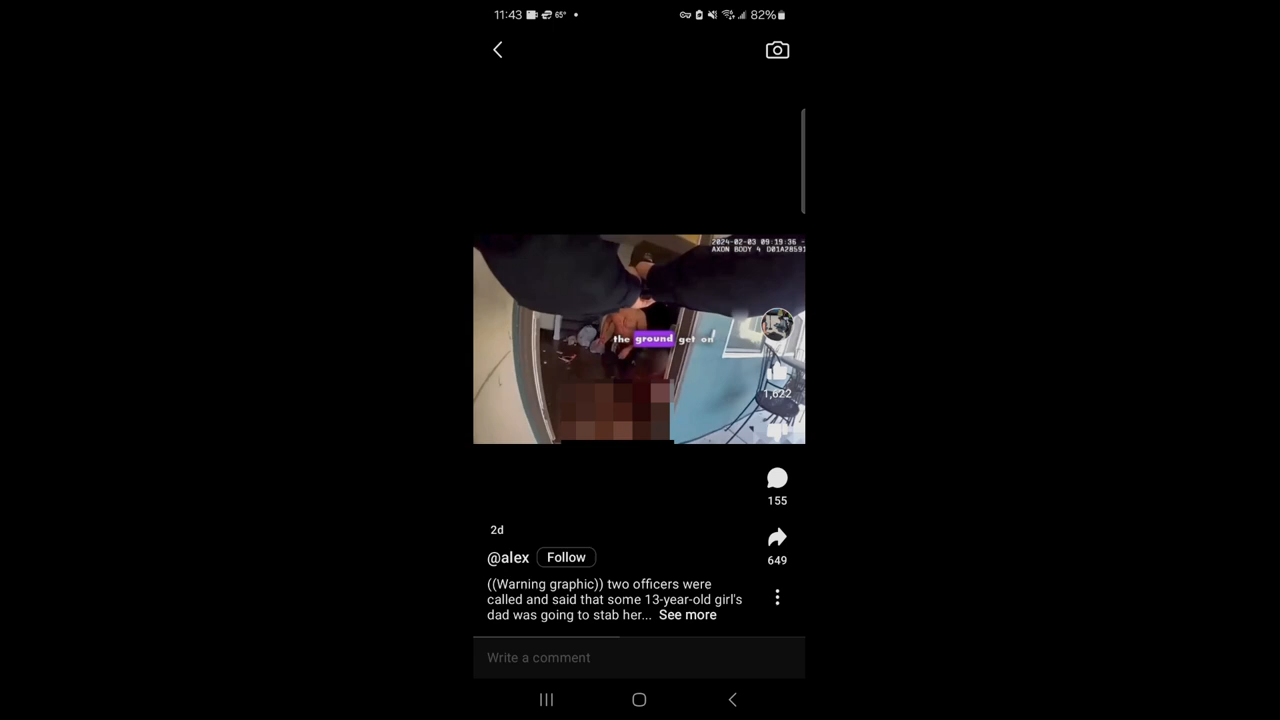 11:43 65° 82%
2024-02-03 09:19:36 -
AXON BODY 4 D01A2859
the ground get on
1,622
155
2d
@alex Follow
649
((Warning graphic)) two officers were
called and said that some 13-year-old girl's
dad was going to stab her... See more
Write a comment